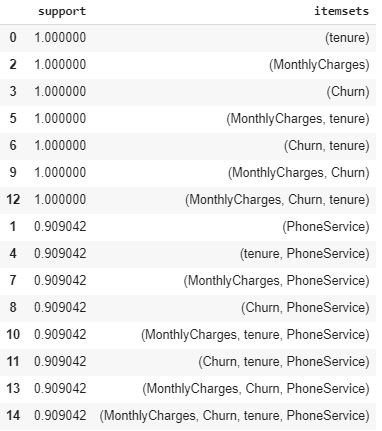 support itemsets
0 1.000000 (tenure)
2 1.000000 (MonthlyCharges)
3 1.000000 (Churn)
5 1.000000 (MonthlyCharges, tenure)
6 1.000000 (Churn, tenure)
9 1.000000 (MonthlyCharges, Churn)
12 1.000000 (MonthlyCharges, Churn, tenure)
1 0.909042 (PhoneService)
4 0.909042 (tenure, PhoneService)
7 0.909042 (MonthlyCharges, PhoneService)
8 0.909042 (Churn, PhoneService)
10 0.909042 (MonthlyCharges, tenure, PhoneService)
11 0.909042 (Churn, tenure, PhoneService)
13 0.909042 (MonthlyCharges, Churn, PhoneService)
14 0.909042 (MonthlyCharges, Churn, tenure, PhoneService)